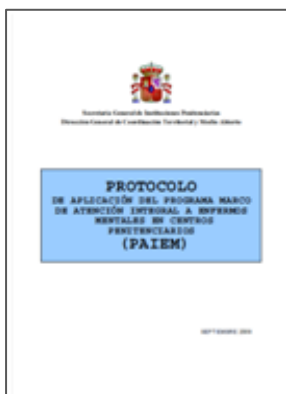 Secretaría General de Instituciones Penitenciarias
Dirección General de Coordinación Territorial y Medio Abierto
PROTOCOLO
DE APLICACIÓN DEL PROGRAMA MARCO
DE ATENCIÓN INTEGRAL A ENFERMOS
MENTALES EN CENTROS
PENITENCIARIOS
(PAIEM)
SEPTIEMBRE